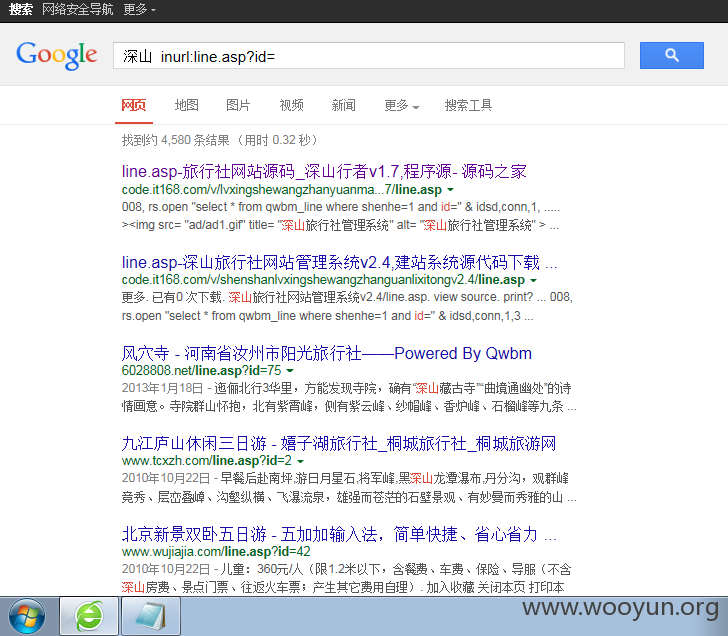 搜索 网络安全导航 更多
Google 深山 inurl:line.asp?id=
网页 地图 图片 视频 新闻 更多 搜索工具
找到约 4,580 条结果 （用时 0.32 秒）
line.asp-旅行社网站源码_深山行者v1.7,程序源- 源码之家
code.it168.com/v/lvxingshewangzhanyuanma...7/line.asp
008, rs.open "select * from qwbm_line where shenhe=1 and id=" & idsd,conn,1, .....
><img src= "ad/ad1.gif" title= "深山旅行社管理系统" alt= "深山旅行社管理系统" > ...
line.asp-深山旅行社网站管理系统v2.4,建站系统源代码下载 ...
code.it168.com/v/shenshanlvxingshewangzhanguanlixitongv2.4/line.asp
更多. 已有0 次下载. 深山旅行社网站管理系统v2.4/line.asp. view source. print? ... 008,
rs.open "select * from qwbm_line where shenhe=1 and id=" & idsd,conn,1,3 ...
风穴寺 - 河南省汝州市阳光旅行社——Powered By Qwbm
6028808.net/line.asp?id=75
2013年1月18日 - 迤俪北行3华里，方能发现寺院，确有“深山藏古寺”“曲境通幽处”的诗
情画意。寺院群山怀抱，北有紫霄峰，侧有紫云峰、纱帽峰、香炉峰、石榴峰等九条 ...
九江庐山休闲三日游 - 嬉子湖旅行社_桐城旅行社_桐城旅游网
www.tcxzh.com/line.asp?id=2
2010年10月22日 - 早餐后赴南坪,游日月星石,将军峰,黑深山龙潭瀑布,丹分沟，观群峰
竞秀、层峦叠嶂、沟壑纵横、飞瀑流泉，雄强而苍茫的石壁景观、有妙曼而秀雅的山 ...
北京新景双卧五日游 - 五加加输入法，简单快捷、省心省力 ...
www.wujiajia.com/line.asp?id=42
2010年10月22日 - 儿童：360元/人（限1.2米以下，含餐费、车费、保险、导服（不含
深山房费、景点门票、往返火车票；产生其它费用自理）. 加入收藏 关闭本页 打印本
www.wooyun.org